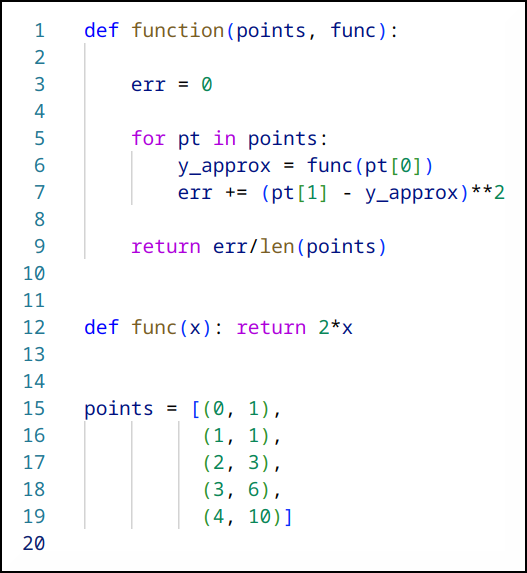 1 def function(points, func):
2
3     err = 0
4
5     for pt in points:
6         y_approx = func(pt[0])
7         err += (pt[1] - y_approx)**2
8
9     return err/len(points)
10
11
12 def func(x): return 2*x
13
14
15 points = [(0, 1),
16           (1, 1),
17           (2, 3),
18           (3, 6),
19           (4, 10)]
20